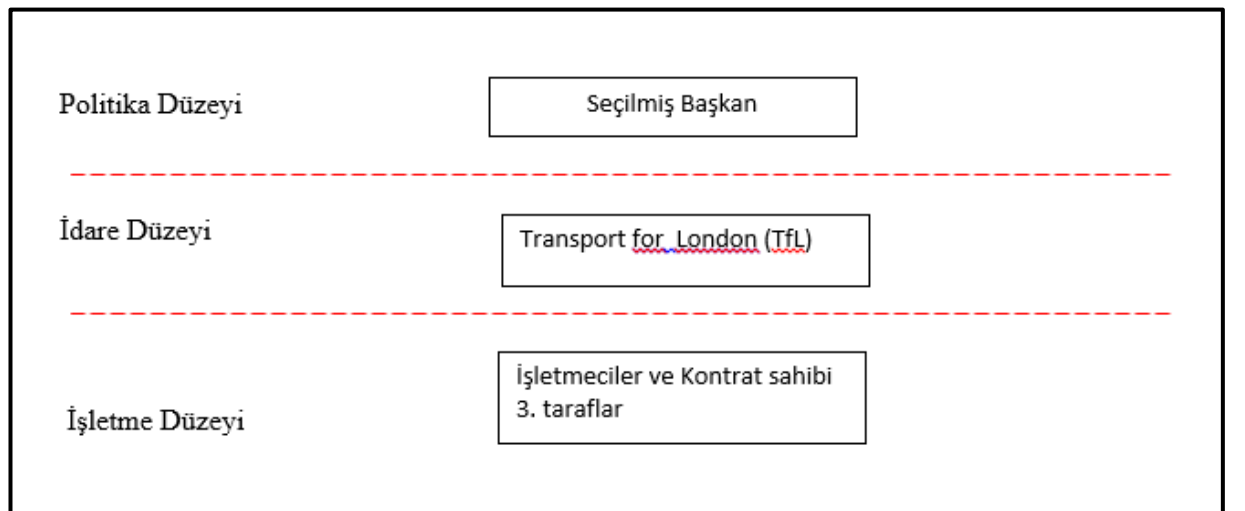 Politika Düzeyi
Seçilmiş Başkan
İdare Düzeyi
Transport for London (TfL)
İşletmeciler ve Kontrat sahibi
3. taraflar
İşletme Düzeyi